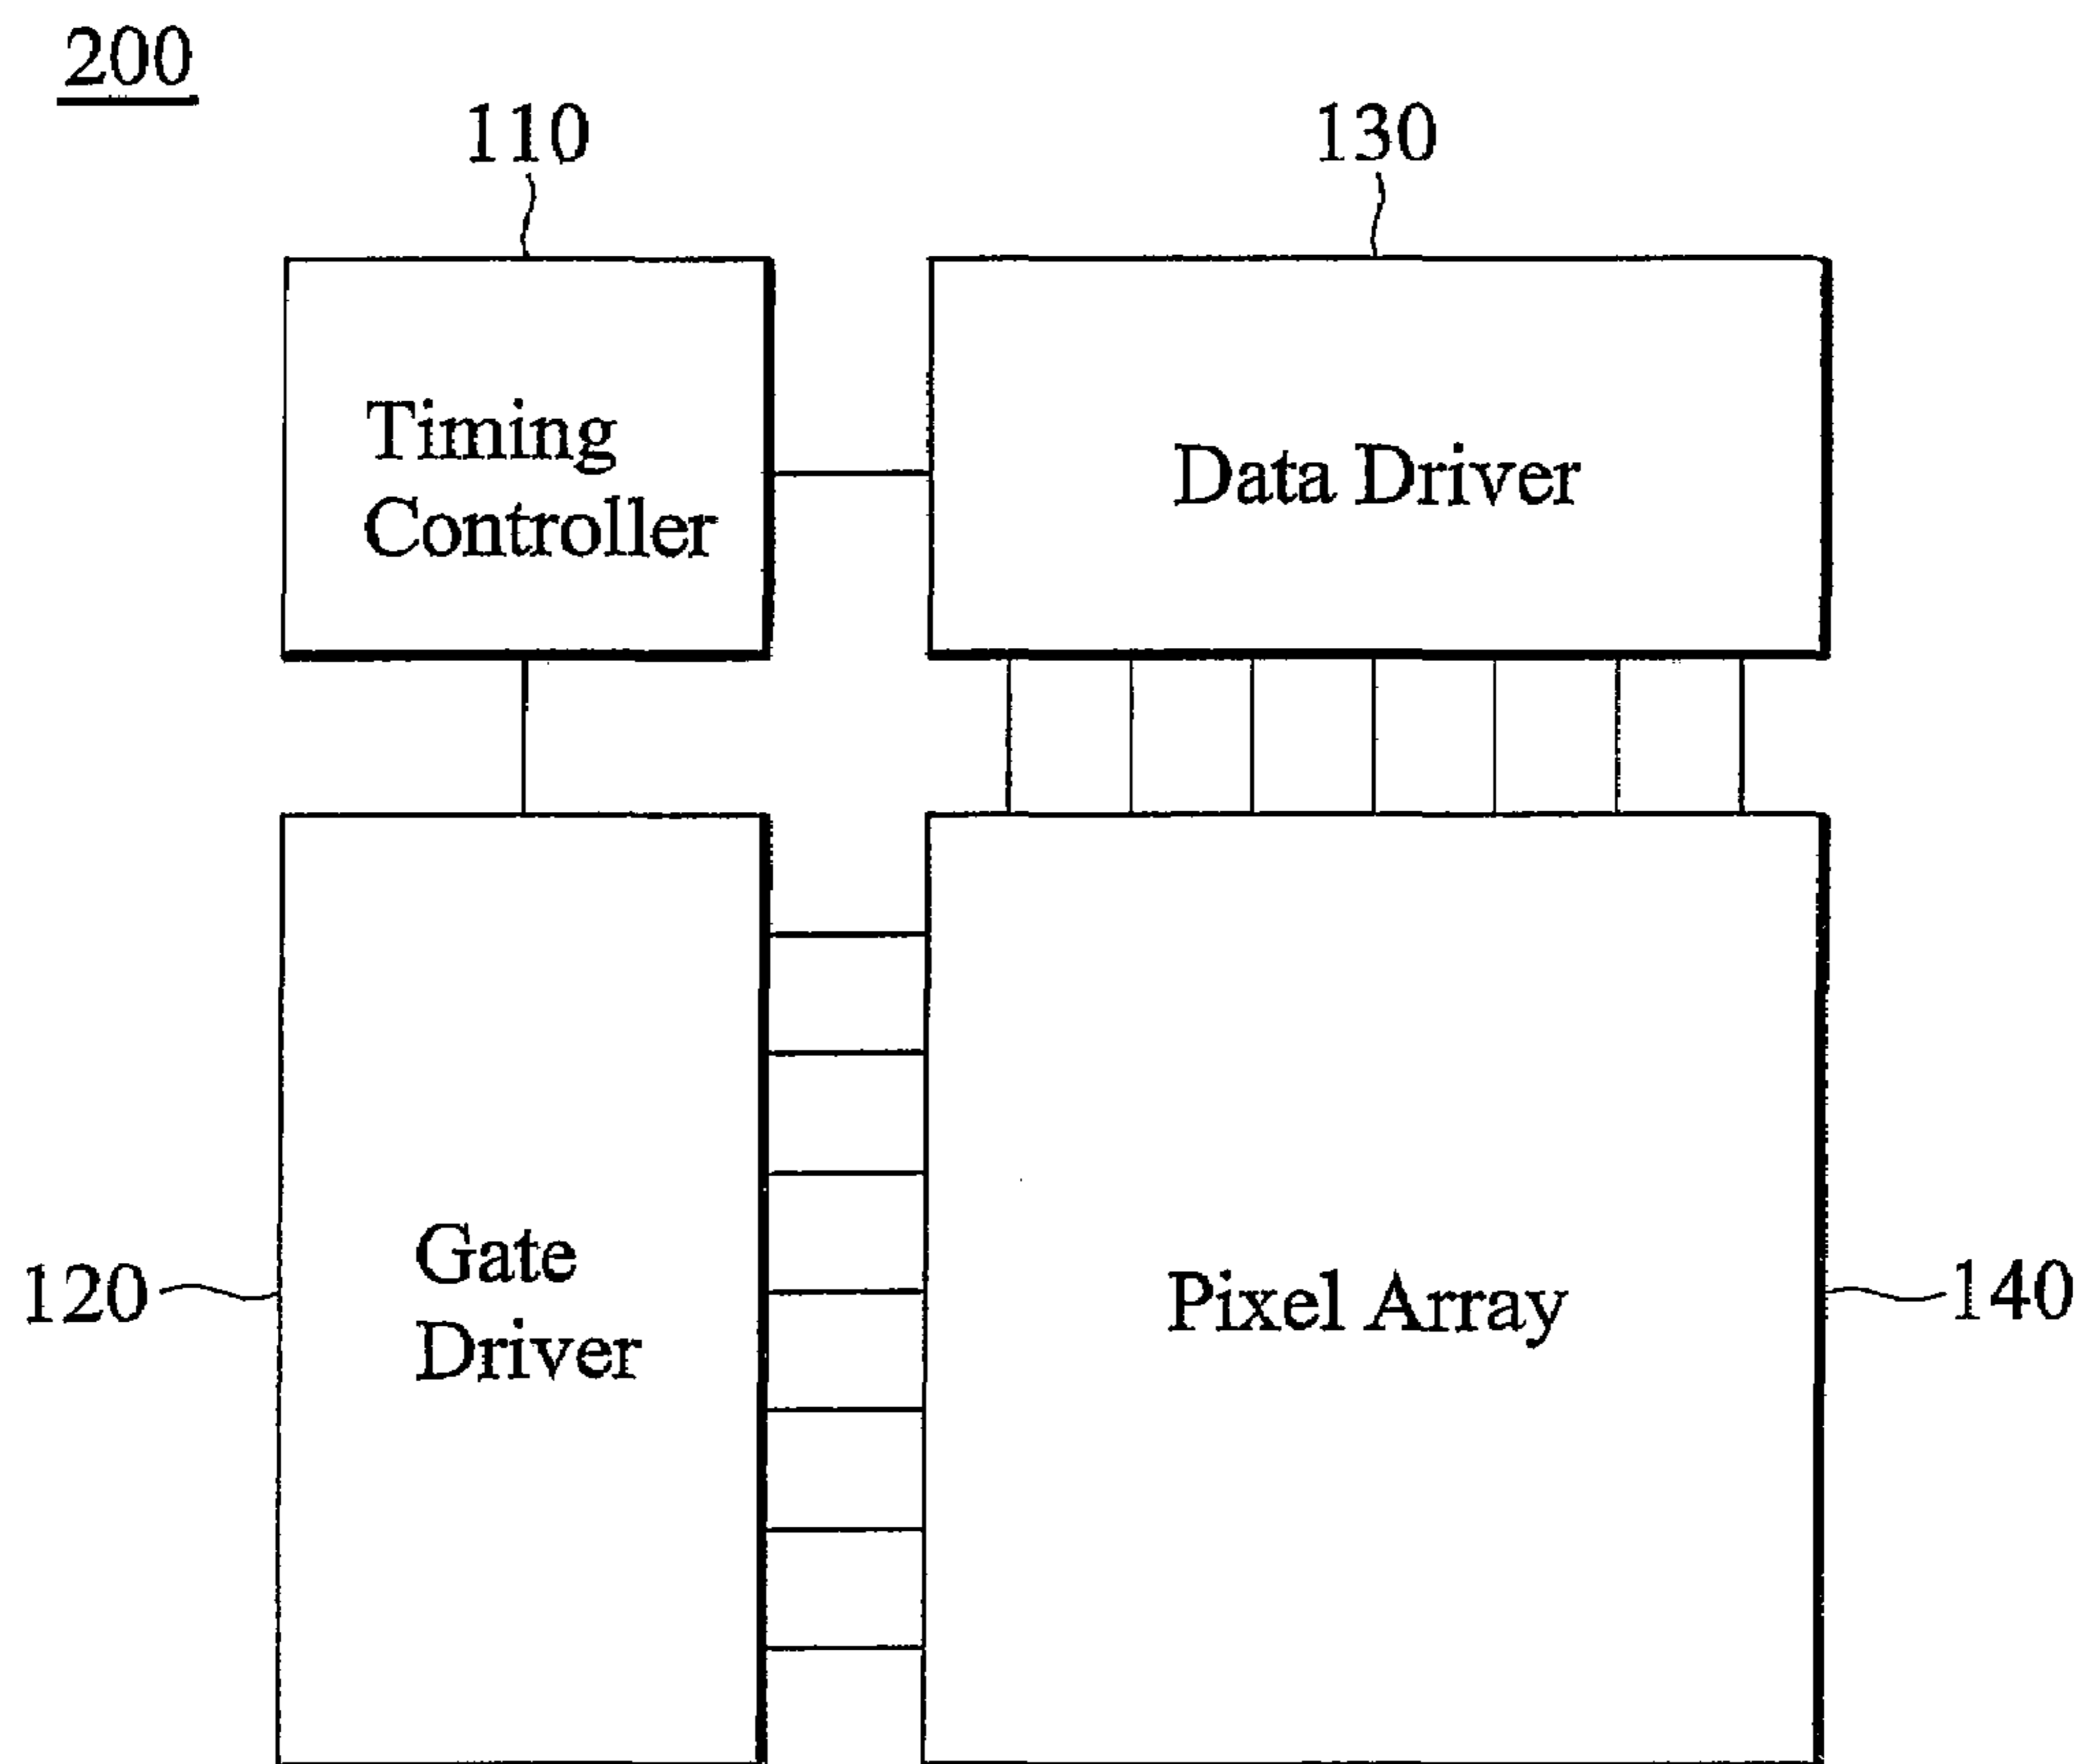 200
110
130
Timing
Controller
Data Driver
120
Gate
Driver
Pixel Array
140